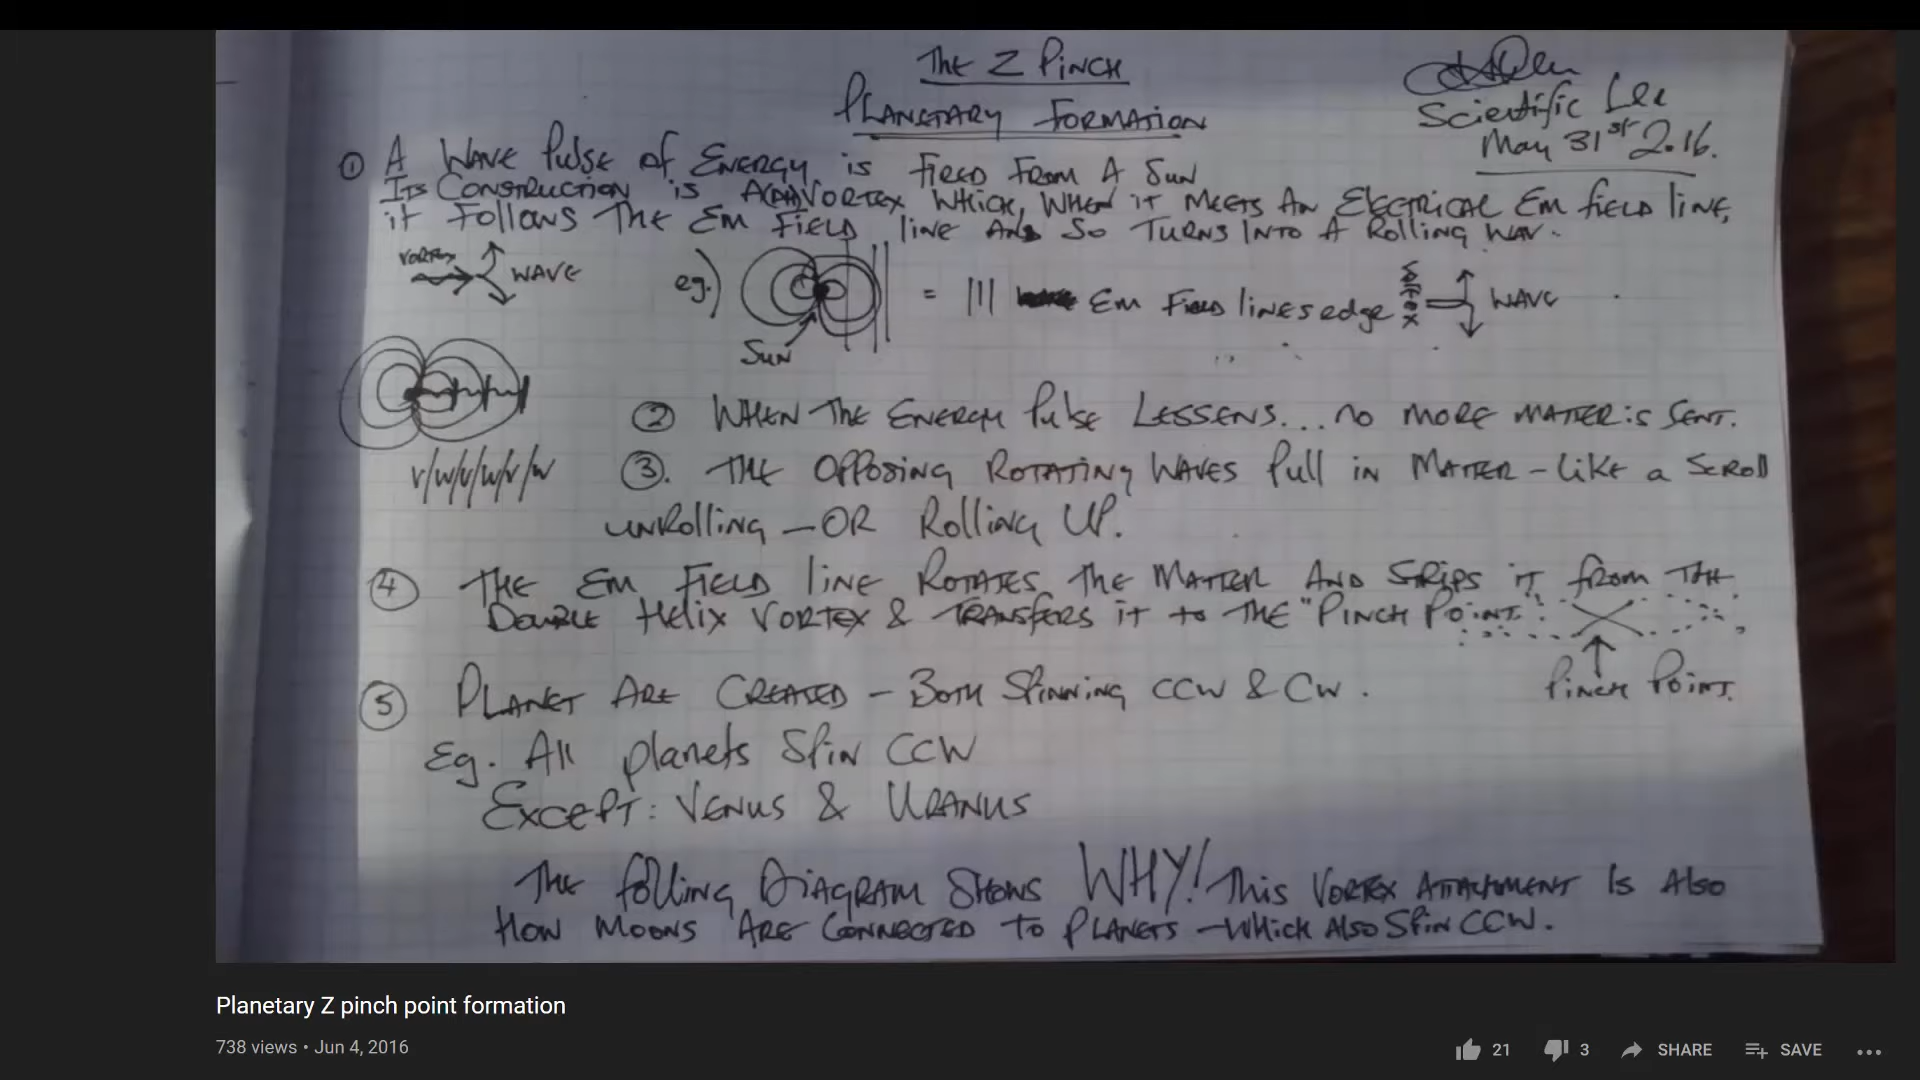 The Z Pinch
Planetary Formation
Scientific Lee
May 31st 2016.
① A Wave Pulse of Energy is Fired From A Sun
Its Construction is A Vortex Which, When it Meets An Electrical Em field line,
it Follows The Em Field line And So Turns Into A Rolling Wav.
Vortex
WAVE
eg.)
Sun
= ||| Em Field lines edge
WAVE
V/W/V/W/V/W
② When The Energy Pulse Lessens... no more matter is Sent.
③. The Opposing Rotating Waves Pull in Matter - Like a Scroll
unRolling - OR Rolling Up.
④ The Em Field line Rotates The Matter And Strips it from The
Double Helix Vortex & Transfers it to The "Pinch Point
Pinch Point.
⑤ Planet Are Created - Both Spinning CCW & CW.
Eg. All planets Spin CCW
Except: Venus & Uranus
The folling Diagram Shows WHY! This Vortex Attachment Is Also
How Moons Are Connected To Planets - Which Also Spin CCW.
Planetary Z pinch point formation
738 views • Jun 4, 2016
21
3
SHARE
SAVE